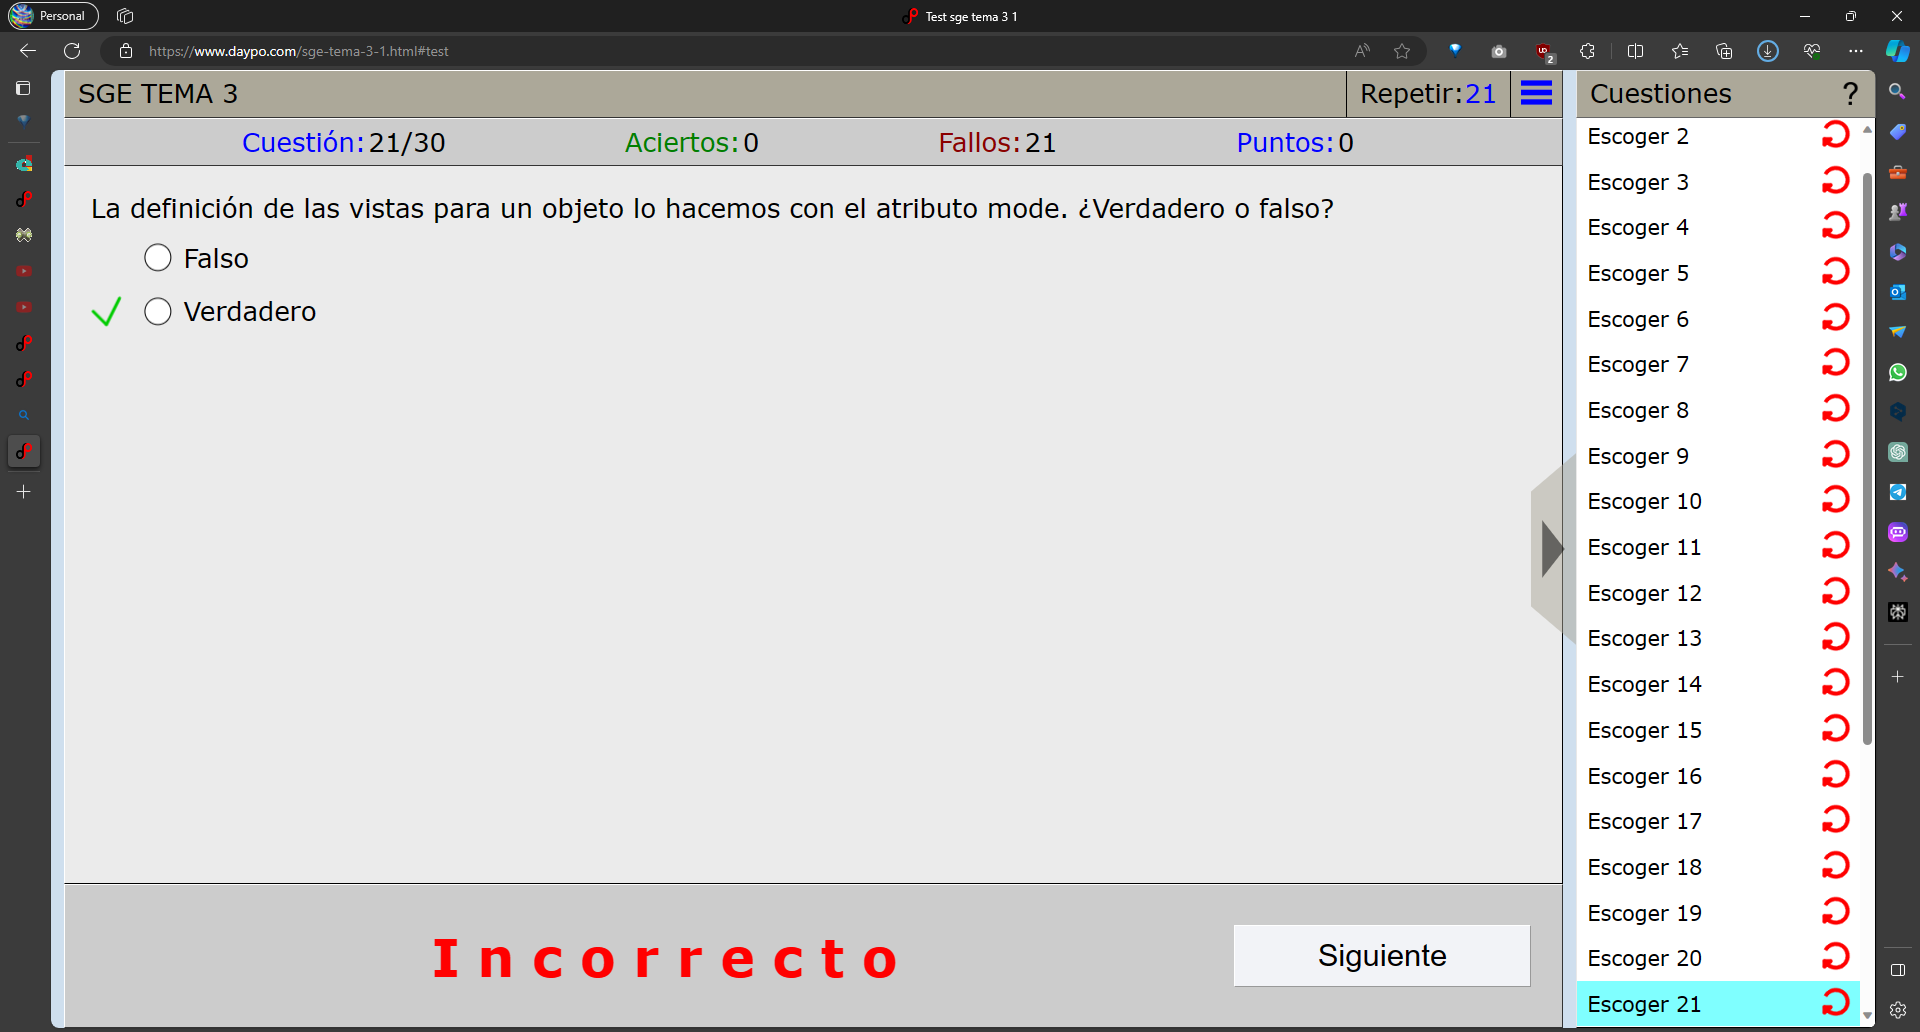 Personal
Test sge tema 3 1
https://www.daypo.com/sge-tema-3-1.html#test
2
SGE TEMA 3
Repetir:21
Cuestión:21/30
Aciertos:0
Fallos:21
Puntos:0
La definición de las vistas para un objeto lo hacemos con el atributo mode. ¿Verdadero o falso?
Falso
Verdadero
Incorrecto
Siguiente
Cuestiones
?
Escoger 2
Escoger 3
Escoger 4
Escoger 5
Escoger 6
Escoger 7
Escoger 8
Escoger 9
Escoger 10
Escoger 11
Escoger 12
Escoger 13
Escoger 14
Escoger 15
Escoger 16
Escoger 17
Escoger 18
Escoger 19
Escoger 20
Escoger 21